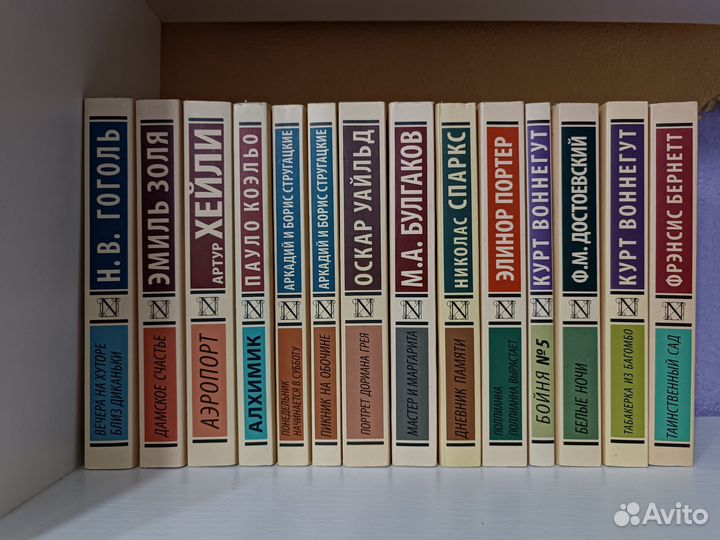 Н. В. ГОГОЛЬ
ВЕЧЕРА НА ХУТОРЕ
БЛИЗ ДИКАНЬКИ
ЭМИЛЬ ЗОЛЯ
ДАМСКОЕ СЧАСТЬЕ
АРТУР
ХЕЙЛИ
АЭРОПОРТ
ПАУЛО КОЭЛЬО
АЛХИМИК
АРКАДИЙ И БОРИС СТРУГАЦКИЕ
ПОНЕДЕЛЬНИК
НАЧИНАЕТСЯ В СУББОТУ
АРКАДИЙ И БОРИС СТРУГАЦКИЕ
ПИКНИК НА ОБОЧИНЕ
ОСКАР УАЙЛЬД
ПОРТРЕТ ДОРИАНА ГРЕЯ
М.А. БУЛГАКОВ
МАСТЕР И МАРГАРИТА
НИКОЛАС СПАРКС
ДНЕВНИК ПАМЯТИ
ЭЛИНОР ПОРТЕР
ПОЛЛИАННА
ПОЛЛИАННА ВЫРАСТАЕТ
КУРТ ВОННЕГУТ
БОЙНЯ №5
Ф.М. ДОСТОЕВСКИЙ
БЕЛЫЕ НОЧИ
КУРТ ВОННЕГУТ
ТАБАКЕРКА ИЗ БАГОМБО
ФРЭНСИС БЕРНЕТТ
ТАИНСТВЕННЫЙ САД
Avito